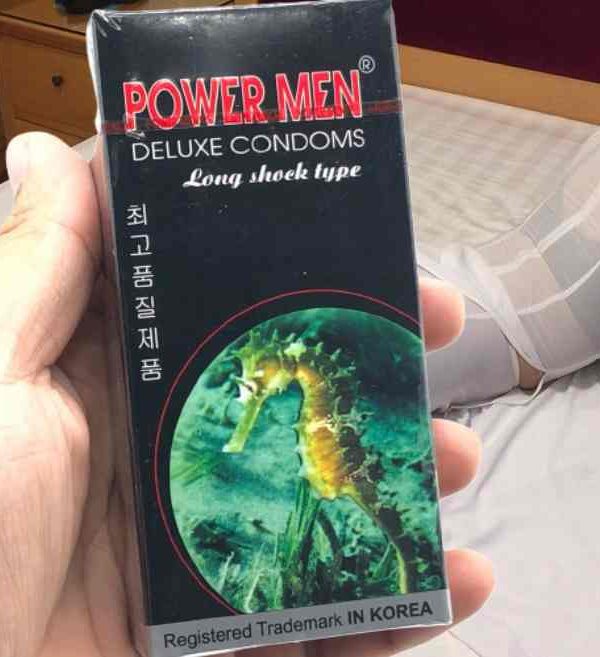 POWER MEN®
DELUXE CONDOMS
Long shock type
최고품질제품
Registered Trademark IN KOREA